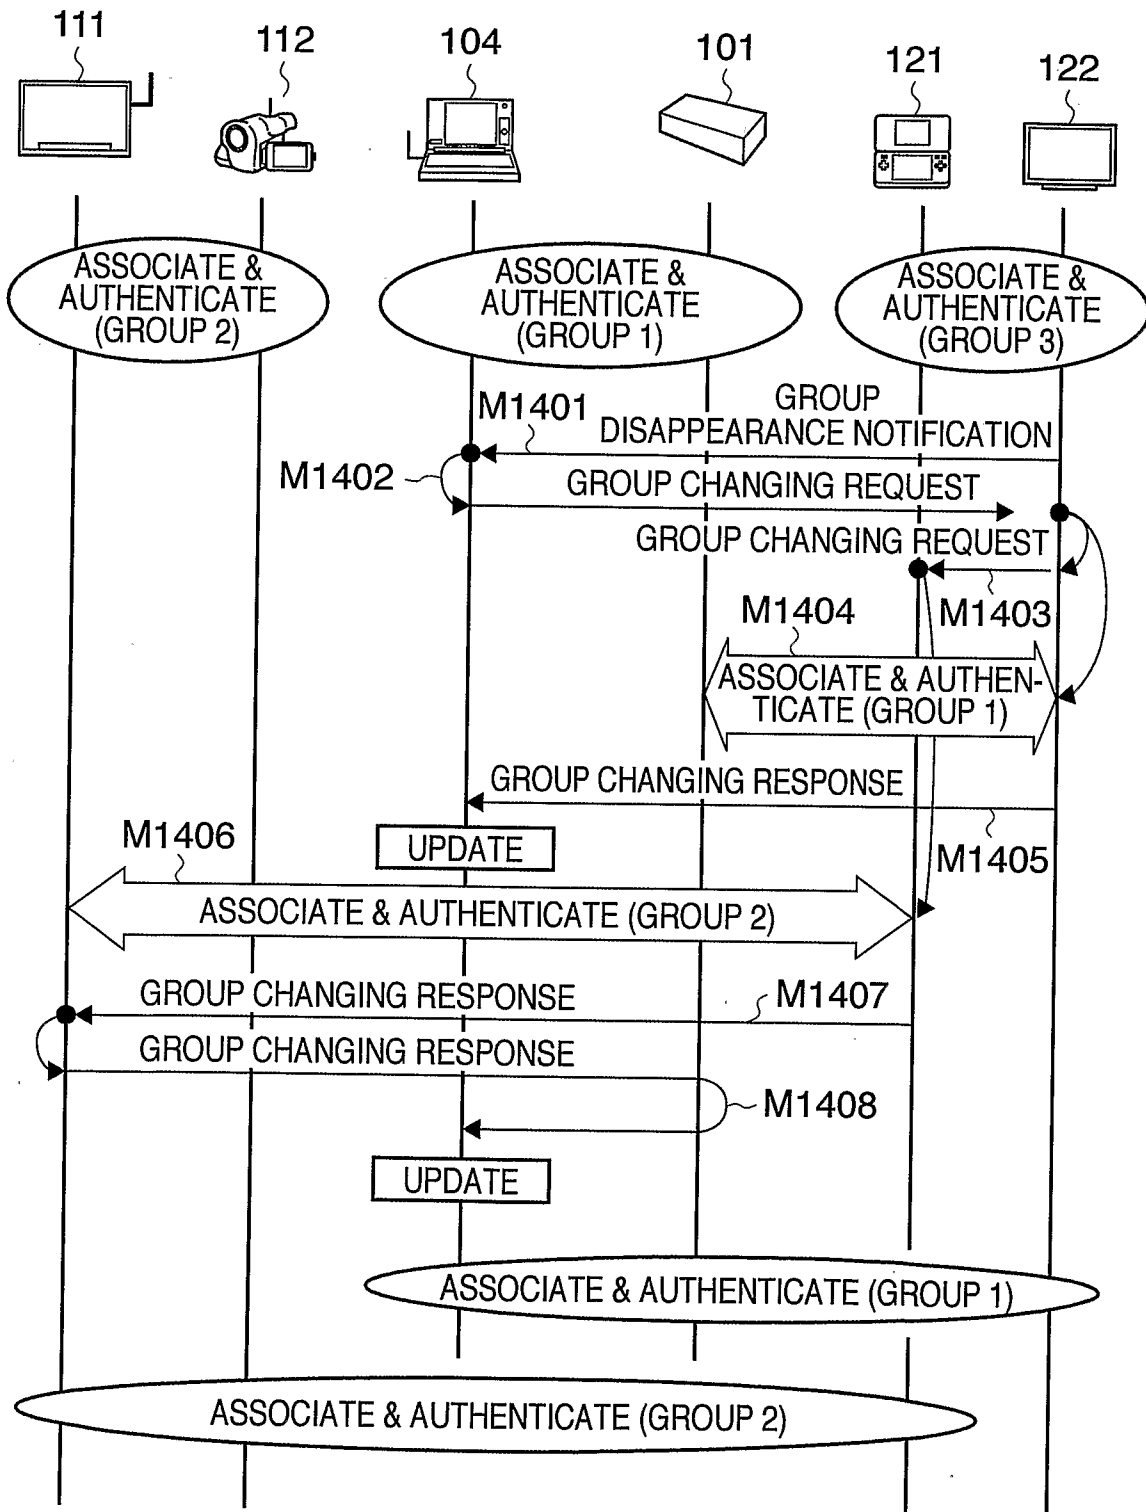 111
112
104
101
121
122
ASSOCIATE &
AUTHENTICATE
(GROUP 2)
ASSOCIATE &
AUTHENTICATE
(GROUP 1)
ASSOCIATE &
AUTHENTICATE
(GROUP 3)
M1401
GROUP
DISAPPEARANCE NOTIFICATION
M1402
GROUP CHANGING REQUEST
GROUP CHANGING REQUEST
M1403
M1404
ASSOCIATE & AUTHEN-
TICATE (GROUP 1)
GROUP CHANGING RESPONSE
M1405
UPDATE
M1406
ASSOCIATE & AUTHENTICATE (GROUP 2)
GROUP CHANGING RESPONSE
M1407
GROUP CHANGING RESPONSE
M1408
UPDATE
ASSOCIATE & AUTHENTICATE (GROUP 1)
ASSOCIATE & AUTHENTICATE (GROUP 2)